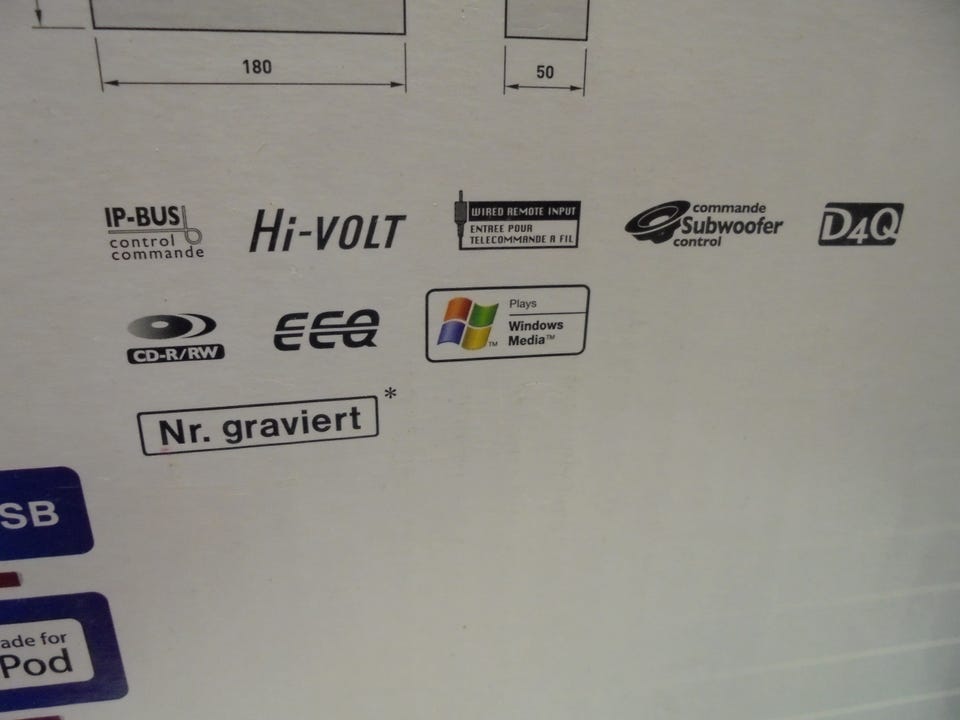 180
50
IP-BUS
control
commande
Hi-VOLT
WIRED REMOTE INPUT
ENTREE POUR
TELECOMMANDE A FIL
commande
Subwoofer
control
D4Q
CD-R/RW
EEQ
Plays
Windows
Media™
TM
Nr. graviert*
SB
ade for
Pod